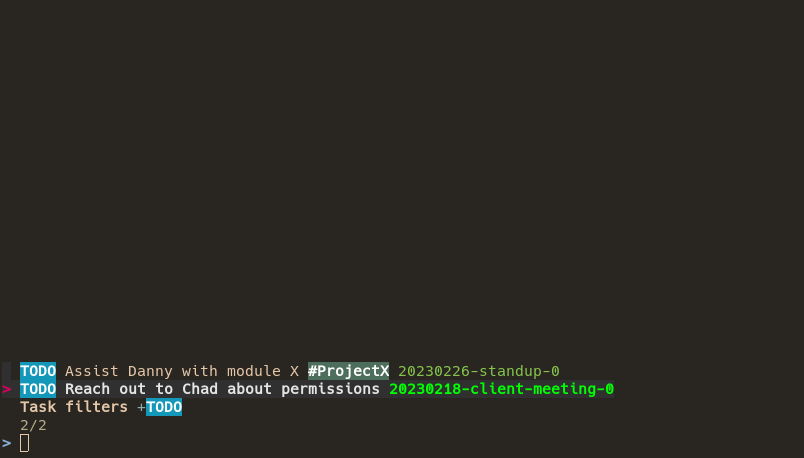 TODO Assist Danny with module X #ProjectX 20230226-standup-0
> TODO Reach out to Chad about permissions 20230218-client-meeting-0
Task filters +TODO
2/2
>